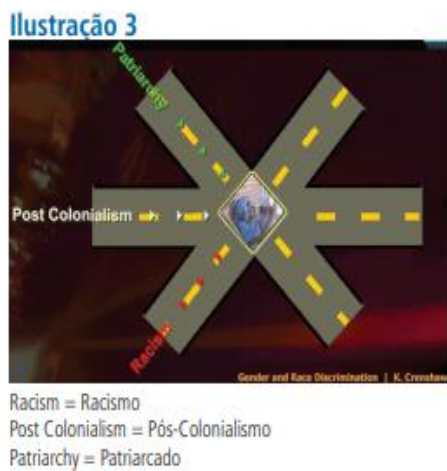 Ilustração 3
Patriarchy
Post Colonialism
Racism
Gender and Race Discrimination | K. Crenshaw
Racism = Racismo
Post Colonialism = Pós-Colonialismo
Patriarchy = Patriarcado